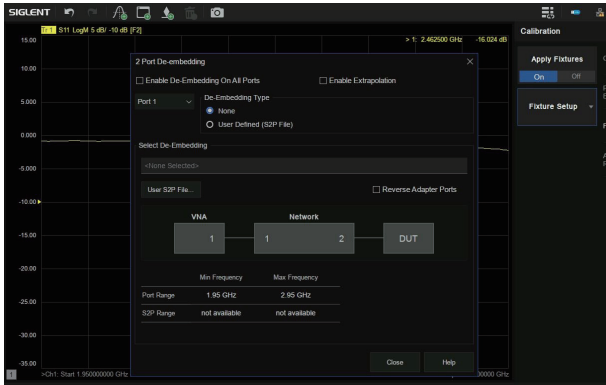 SIGLENT
Tr 1 S11 LogM 5 dB/ -10 dB [F2]
> 1: 2.462500 GHz -16.024 dB
15.00
10.00
5.000
0.000
-5.000
-10.00
-15.00
-20.00
-25.00
-30.00
-35.00
2 Port De-embedding
Enable De-Embedding On All Ports
Enable Extrapolation
Port 1
De-Embedding Type
None
User Defined (S2P File)
Select De-Embedding
<None Selected>
User S2P File...
Reverse Adapter Ports
VNA Network
1 1 2 DUT
Min Frequency Max Frequency
Port Range 1.95 GHz 2.95 GHz
S2P Range not available not available
Close Help
1 >Ch1: Start 1.950000000 GHz
00000 GHz
Calibration
Apply Fixtures
On Off
Fixture Setup